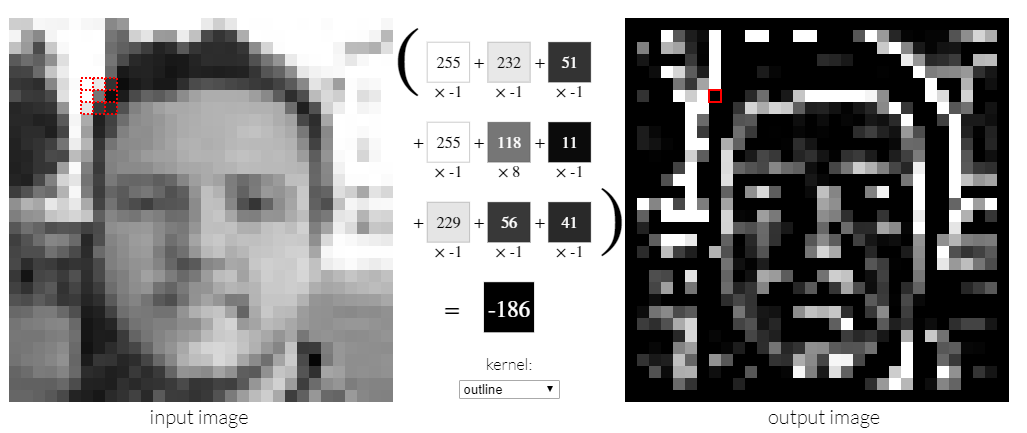 ( 255 + 232 + 51
× -1 × -1 × -1
+ 255 + 118 + 11
× -1 × 8 × -1
+ 229 + 56 + 41 )
× -1 × -1 × -1
= -186
kernel:
outline ▼
input image
output image